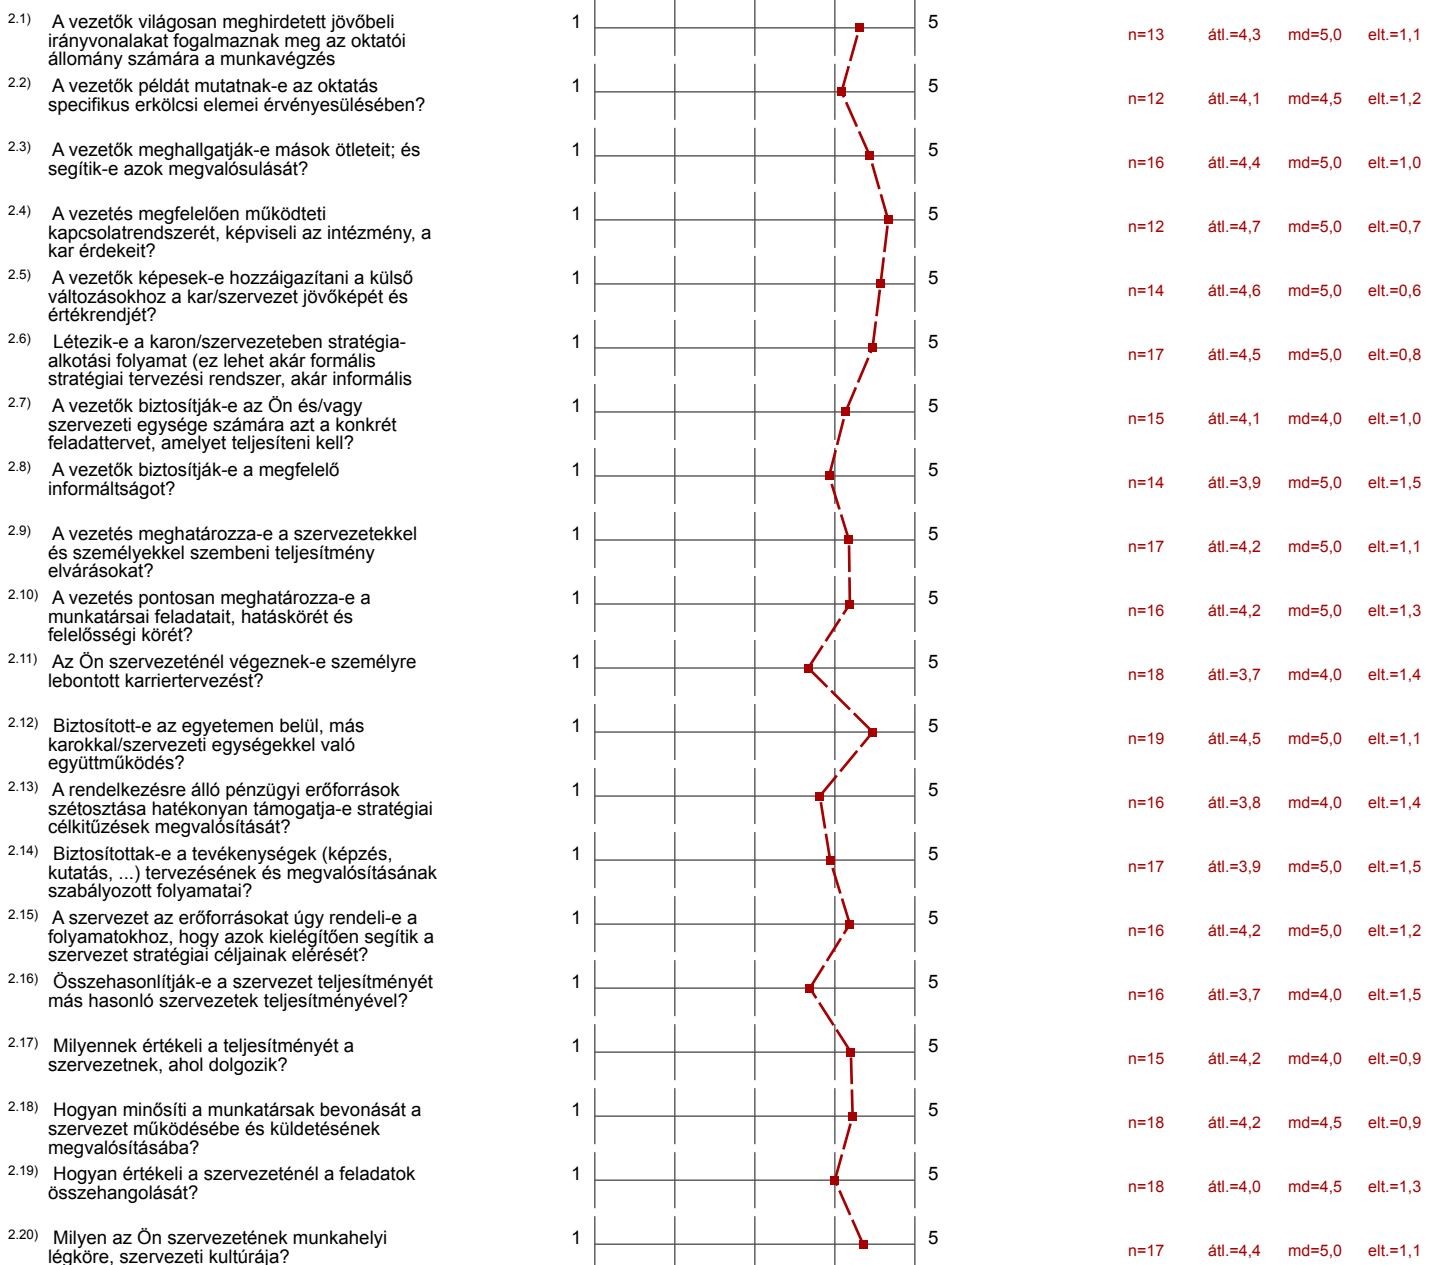 2.1) A vezetők világosan meghirdetett jövőbeli
irányvonalakat fogalmaznak meg az oktatói
állomány számára a munkavégzés
1 5
n=13 átl.=4,3 md=5,0 elt.=1,1
2.2) A vezetők példát mutatnak-e az oktatás
specifikus erkölcsi elemei érvényesülésében?
1 5
n=12 átl.=4,1 md=4,5 elt.=1,2
2.3) A vezetők meghallgatják-e mások ötleteit; és
segítik-e azok megvalósulását?
1 5
n=16 átl.=4,4 md=5,0 elt.=1,0
2.4) A vezetés megfelelően működteti
kapcsolatrendszerét, képviseli az intézmény, a
kar érdekeit?
1 5
n=12 átl.=4,7 md=5,0 elt.=0,7
2.5) A vezetők képesek-e hozzáigazítani a külső
változásokhoz a kar/szervezet jövőképét és
értékrendjét?
1 5
n=14 átl.=4,6 md=5,0 elt.=0,6
2.6) Létezik-e a karon/szervezeteben stratégia-
alkotási folyamat (ez lehet akár formális
stratégiai tervezési rendszer, akár informális
1 5
n=17 átl.=4,5 md=5,0 elt.=0,8
2.7) A vezetők biztosítják-e az Ön és/vagy
szervezeti egysége számára azt a konkrét
feladattervet, amelyet teljesíteni kell?
1 5
n=15 átl.=4,1 md=4,0 elt.=1,0
2.8) A vezetők biztosítják-e a megfelelő
informáltságot?
1 5
n=14 átl.=3,9 md=5,0 elt.=1,5
2.9) A vezetés meghatározza-e a szervezetekkel
és személyekkel szembeni teljesítmény
elvárásokat?
1 5
n=17 átl.=4,2 md=5,0 elt.=1,1
2.10) A vezetés pontosan meghatározza-e a
munkatársai feladatait, hatáskörét és
felelősségi körét?
1 5
n=16 átl.=4,2 md=5,0 elt.=1,3
2.11) Az Ön szervezeténél végeznek-e személyre
lebontott karriertervezést?
1 5
n=18 átl.=3,7 md=4,0 elt.=1,4
2.12) Biztosított-e az egyetemen belül, más
karokkal/szervezeti egységekkel való
együttműködés?
1 5
n=19 átl.=4,5 md=5,0 elt.=1,1
2.13) A rendelkezésre álló pénzügyi erőforrások
szétosztása hatékonyan támogatja-e stratégiai
célkitűzések megvalósítását?
1 5
n=16 átl.=3,8 md=4,0 elt.=1,4
2.14) Biztosítottak-e a tevékenységek (képzés,
kutatás, ...) tervezésének és megvalósításának
szabályozott folyamatai?
1 5
n=17 átl.=3,9 md=5,0 elt.=1,5
2.15) A szervezet az erőforrásokat úgy rendeli-e a
folyamatokhoz, hogy azok kielégítően segítik a
szervezet stratégiai céljainak elérését?
1 5
n=16 átl.=4,2 md=5,0 elt.=1,2
2.16) Összehasonlítják-e a szervezet teljesítményét
más hasonló szervezetek teljesítményével?
1 5
n=16 átl.=3,7 md=4,0 elt.=1,5
2.17) Milyennek értékeli a teljesítményét a
szervezetnek, ahol dolgozik?
1 5
n=15 átl.=4,2 md=4,0 elt.=0,9
2.18) Hogyan minősíti a munkatársak bevonását a
szervezet működésébe és küldetésének
megvalósításába?
1 5
n=18 átl.=4,2 md=4,5 elt.=0,9
2.19) Hogyan értékeli a szervezeténél a feladatok
összehangolását?
1 5
n=18 átl.=4,0 md=4,5 elt.=1,3
2.20) Milyen az Ön szervezetének munkahelyi
légköre, szervezeti kultúrája?
1 5
n=17 átl.=4,4 md=5,0 elt.=1,1